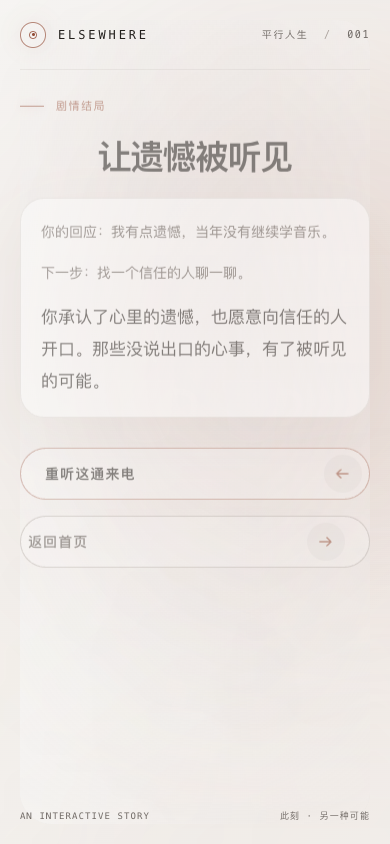 ELSEWHERE
平行人生 / 001
剧情结局
让遗憾被听见
你的回应：我有点遗憾，当年没有继续学音乐。
下一步：找一个信任的人聊一聊。
你承认了心里的遗憾，也愿意向信任的人
开口。那些没说出口的心事，有了被听见
的可能。
重听这通来电 ←
返回首页 →
AN INTERACTIVE STORY
此刻 · 另一种可能